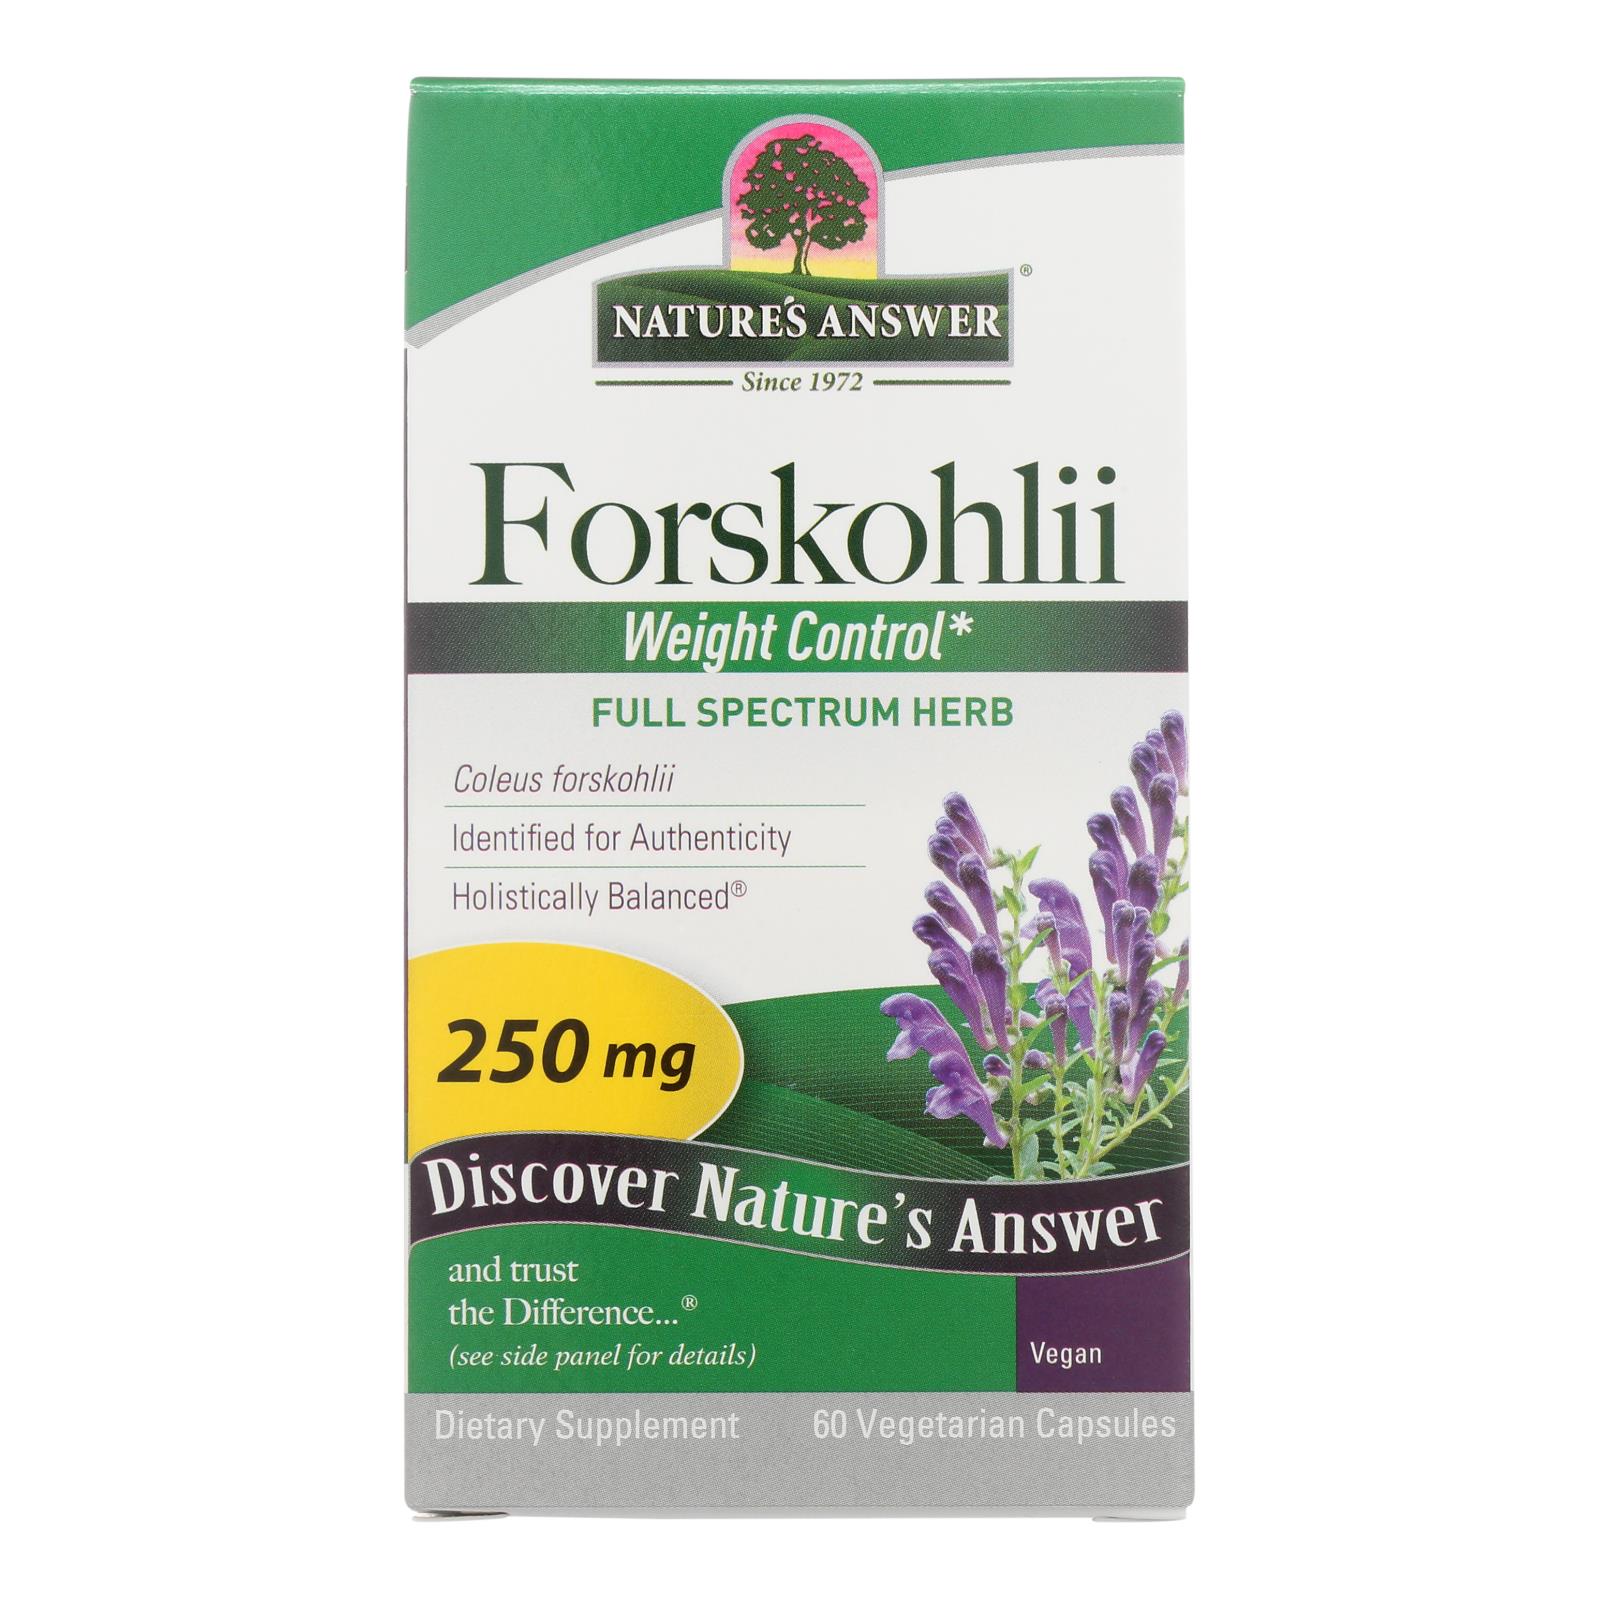 NATURE'S ANSWER®
Since 1972
Forskohlii
Weight Control*
FULL SPECTRUM HERB
Coleus forskohlii
Identified for Authenticity
Holistically Balanced®
250 mg
Discover Nature's Answer
and trust
the Difference...®
(see side panel for details)
Vegan
Dietary Supplement 60 Vegetarian Capsules